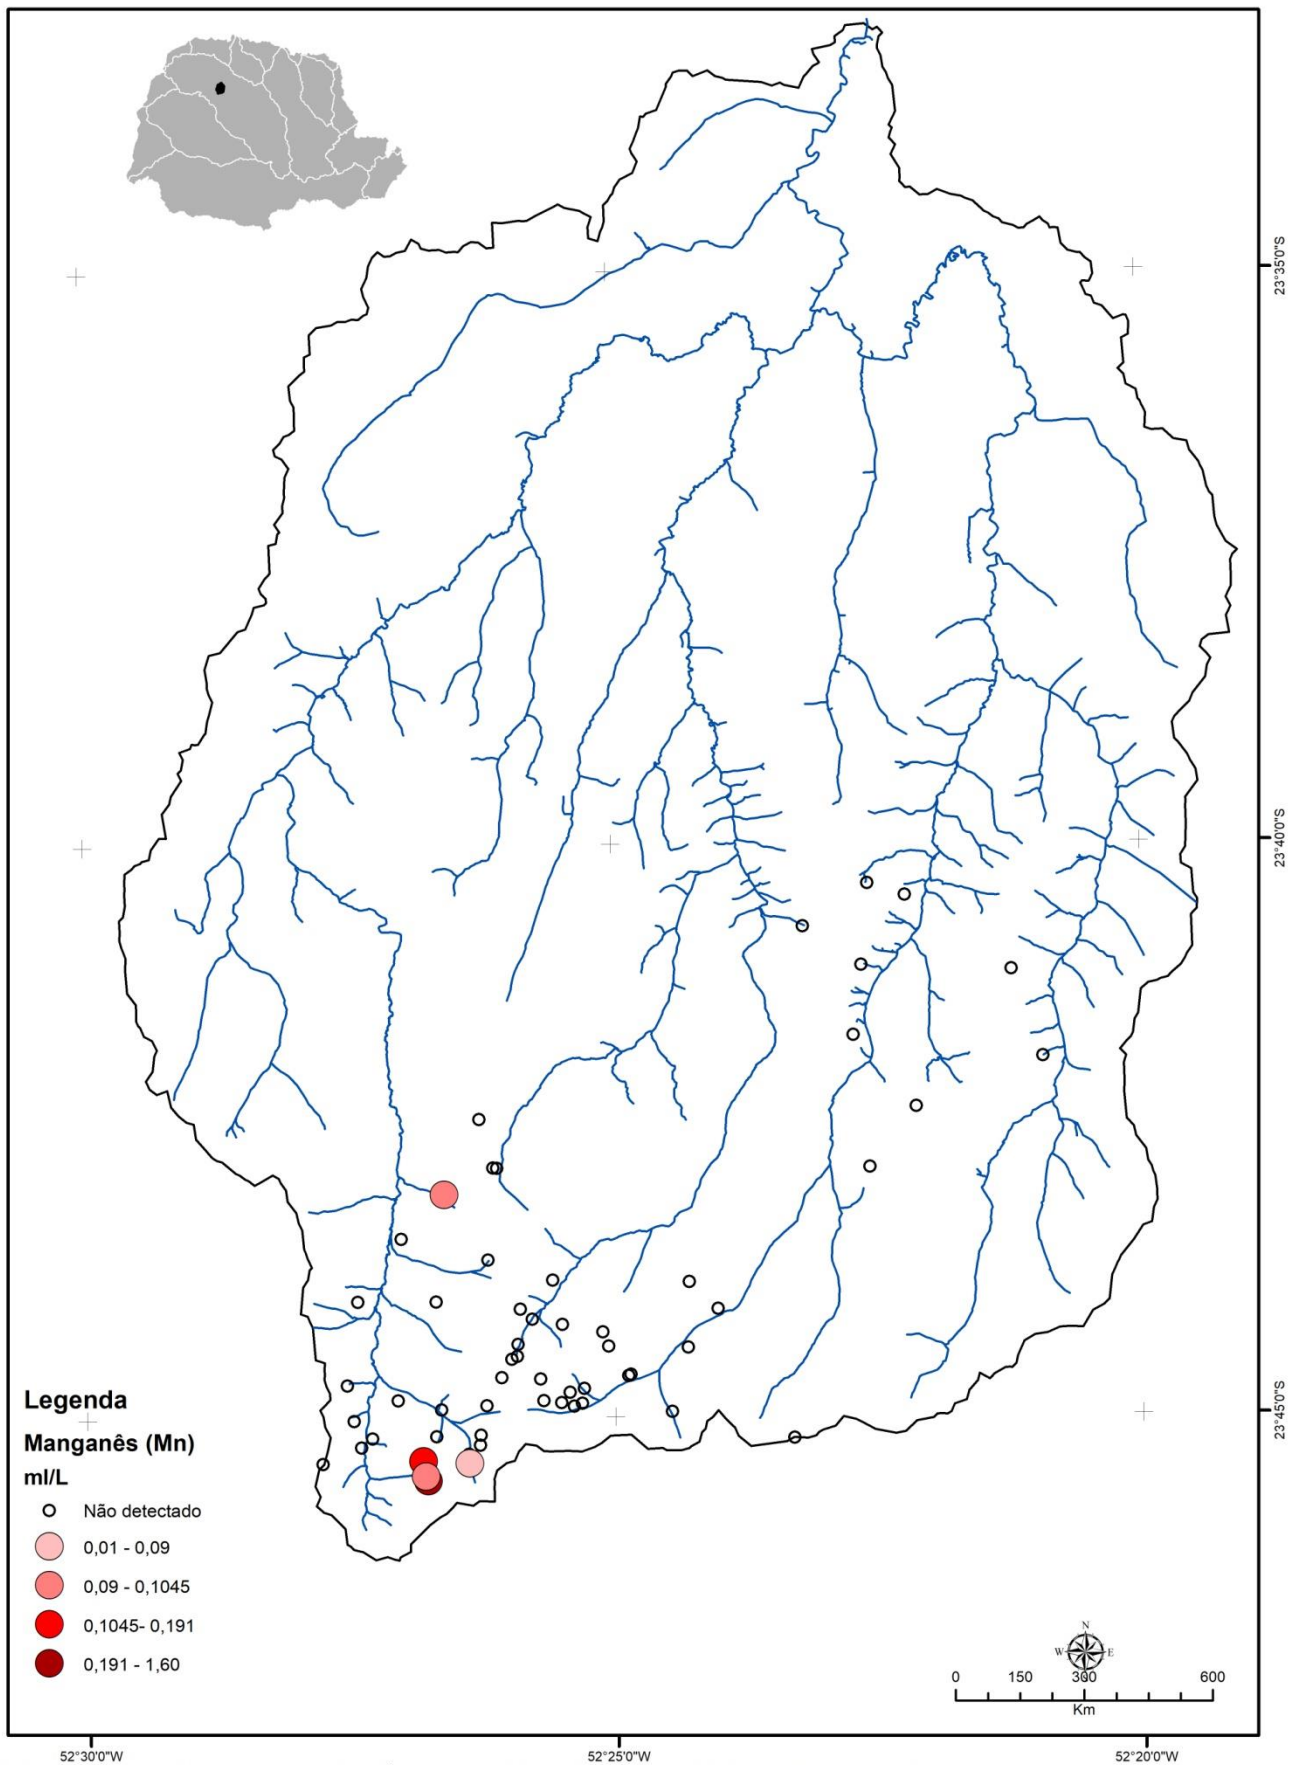 23°35'0"S
23°40'0"S
23°45'0"S
Legenda
Manganês (Mn)
ml/L
Não detectado
0,01 - 0,09
0,09 - 0,1045
0,1045- 0,191
0,191 - 1,60
N
W E
S
0 150 300 600
Km
52°30'0"W 52°25'0"W 52°20'0"W